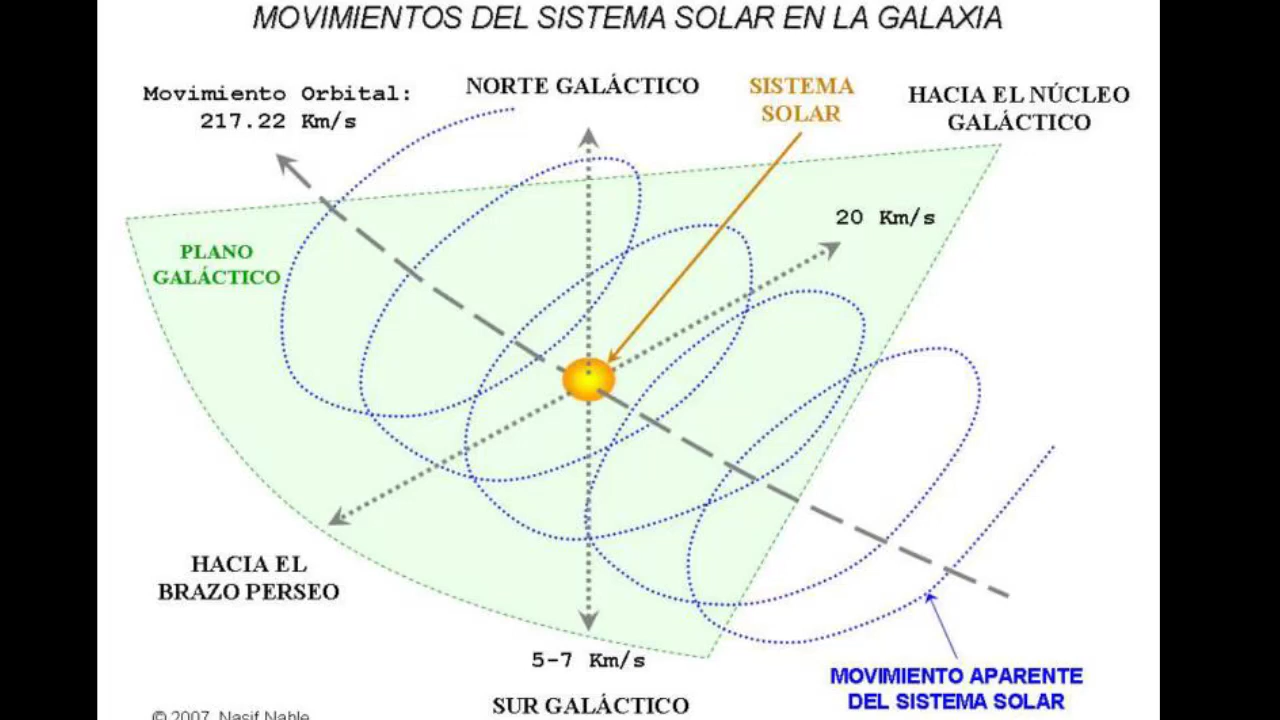 MOVIMIENTOS DEL SISTEMA SOLAR EN LA GALAXIA
Movimiento Orbital:
217.22 Km/s
NORTE GALÁCTICO
SISTEMA
SOLAR
HACIA EL NÚCLEO
GALÁCTICO
20 Km/s
PLANO
GALÁCTICO
HACIA EL
BRAZO PERSEO
5-7 Km/s
SUR GALÁCTICO
MOVIMIENTO APARENTE
DEL SISTEMA SOLAR
© 2007, Nasif Nahle